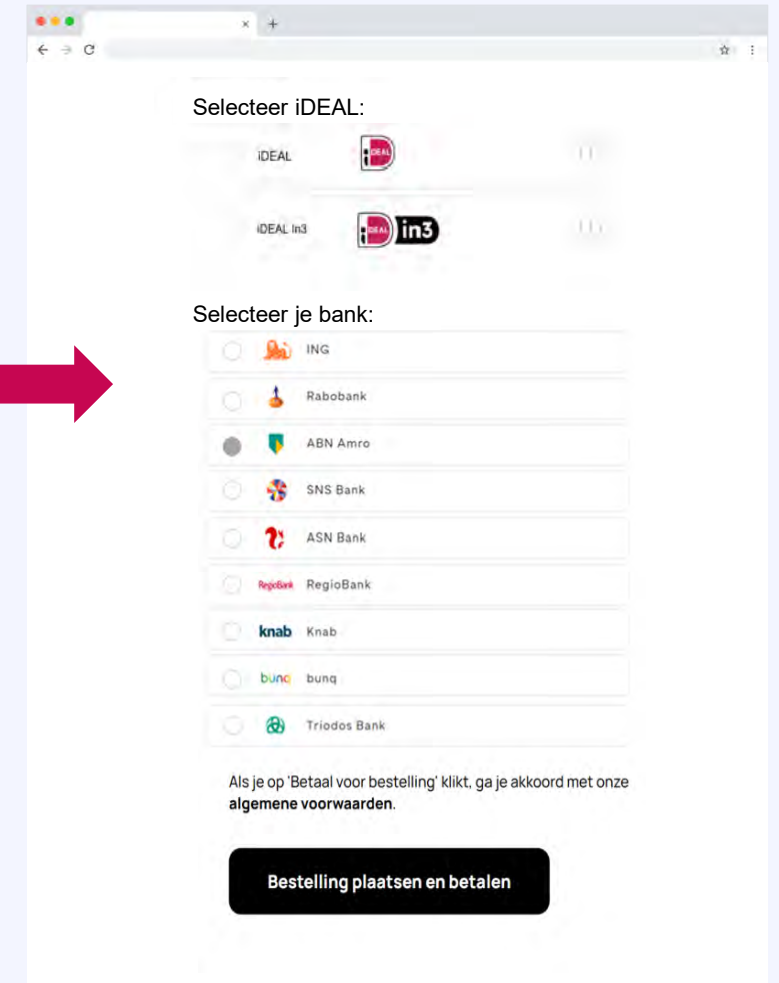 Selecteer iDEAL:
iDEAL iDEAL
iDEAL In3 iDEAL in3
Selecteer je bank:
ING
Rabobank
ABN Amro
SNS Bank
ASN Bank
RegioBank RegioBank
knab Knab
bunq bunq
Triodos Bank
Als je op 'Betaal voor bestelling' klikt, ga je akkoord met onze
algemene voorwaarden.
Bestelling plaatsen en betalen